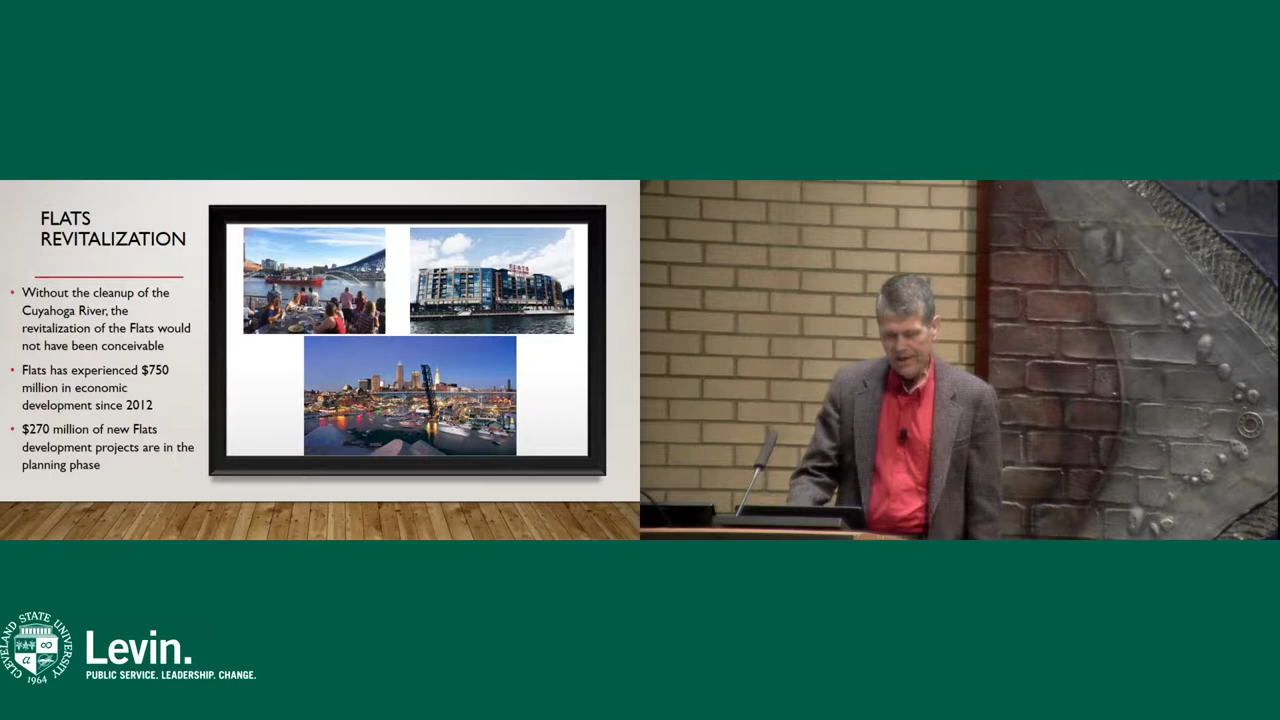 FLATS
REVITALIZATION
• Without the cleanup of the
Cuyahoga River, the
revitalization of the Flats would
not have been conceivable
• Flats has experienced $750
million in economic
development since 2012
• $270 million of new Flats
development projects are in the
planning phase
CLEVELAND STATE UNIVERSITY
1964
Levin.
PUBLIC SERVICE. LEADERSHIP. CHANGE.